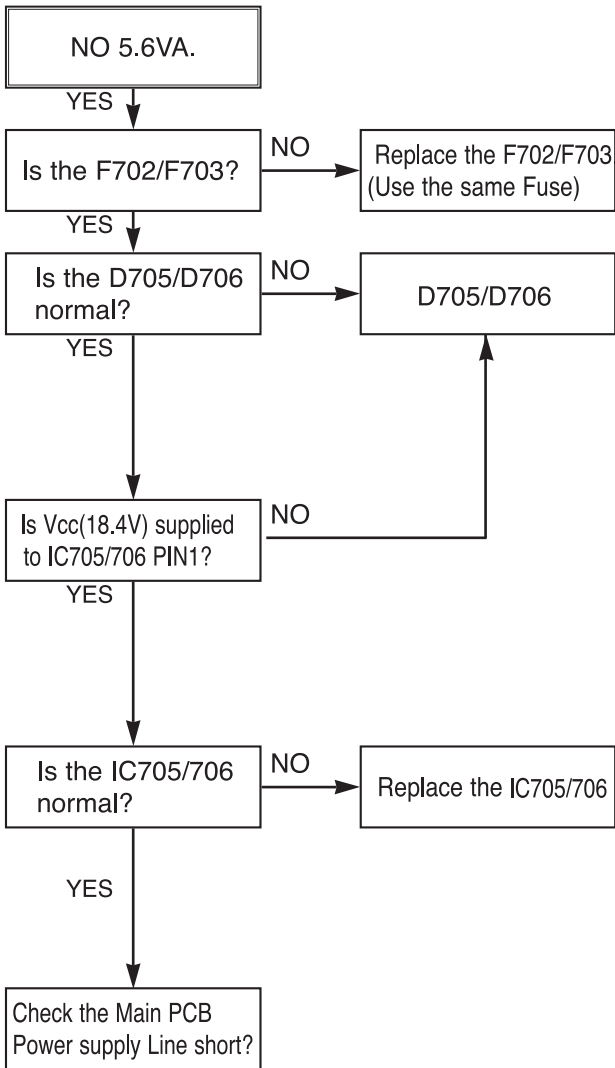 NO 5.6VA.
YES
Is the F702/F703?
NO
Replace the F702/F703
(Use the same Fuse)
YES
Is the D705/D706
normal?
NO
D705/D706
YES
Is Vcc(18.4V) supplied
to IC705/706 PIN1?
NO
YES
Is the IC705/706
normal?
NO
Replace the IC705/706
YES
Check the Main PCB
Power supply Line short?